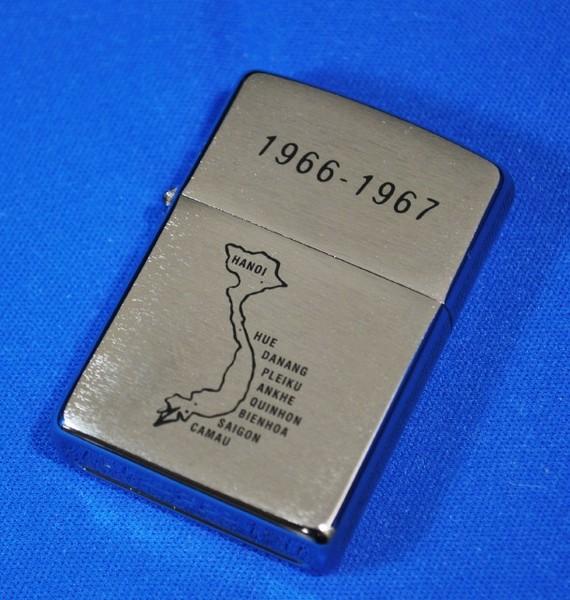 1966-1967
HANOI
HUE
DANANG
PLEIKU
ANKHE
QUINHON
BIENHOA
SAIGON
CAMAU